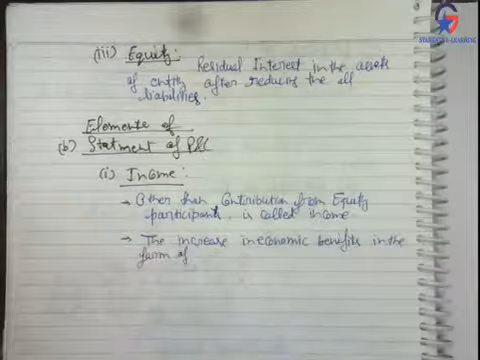 (iii) Equity: Residual Interest in the assets
of entity after reducing the all
liabilities.
Elements of
(b) Statment of P&L
(i) Income:
→ Other than Contribution from Equity
participant is called income
→ The increase in economic benefits in the
form of